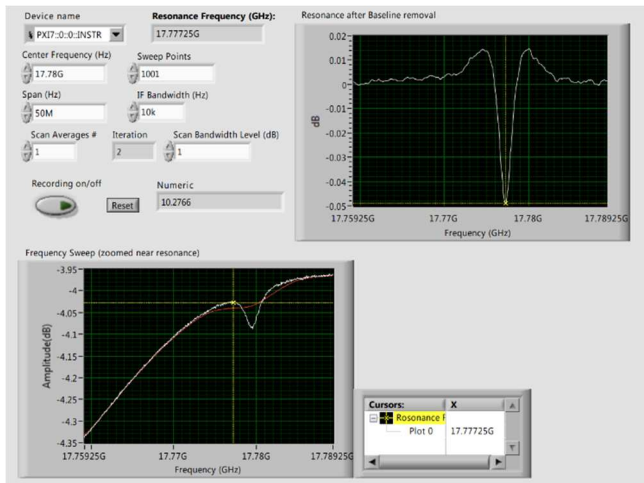 Device name
Resonance Frequency (GHz):
PXI7::0::0::INSTR
17.77725G
Center Frequency (Hz)
Sweep Points
17.78G
1001
Span (Hz)
IF Bandwidth (Hz)
50M
10k
Scan Averages #
Iteration
Scan Bandwidth Level (dB)
1
2
1
Recording on/off
Reset
Numeric
10.2766
Resonance after Baseline removal
0.02
0.01
0
-0.01
-0.02
-0.03
-0.04
-0.05
dB
17.75925G
17.77G
17.78G
17.78925G
Frequency (GHz)
Frequency Sweep (zoomed near resonance)
-3.95
-4
-4.05
-4.1
-4.15
-4.2
-4.25
-4.3
-4.35
Amplitude(dB)
17.75925G
17.77G
17.78G
17.78925G
Frequency (GHz)
Cursors:
X
Rosonance F
Plot 0
17.77725G